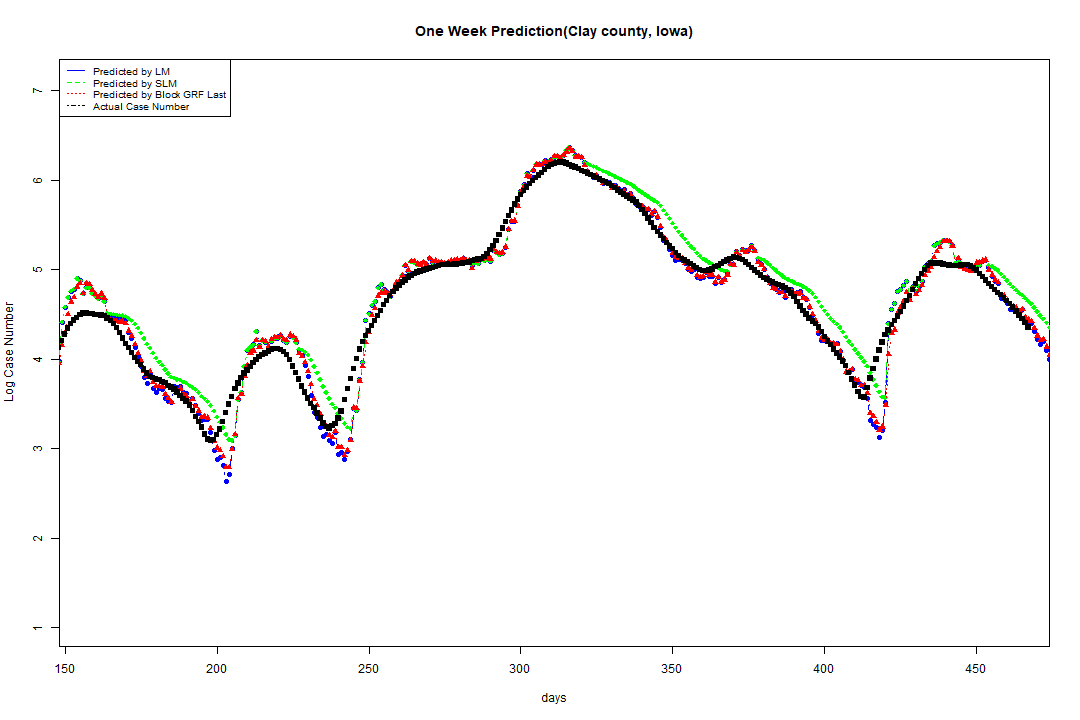 One Week Prediction(Clay county, Iowa)
Predicted by LM
Predicted by SLM
Predicted by Block GRF Last
Actual Case Number
Log Case Number
7
6
5
4
3
2
1
150 200 250 300 350 400 450
days